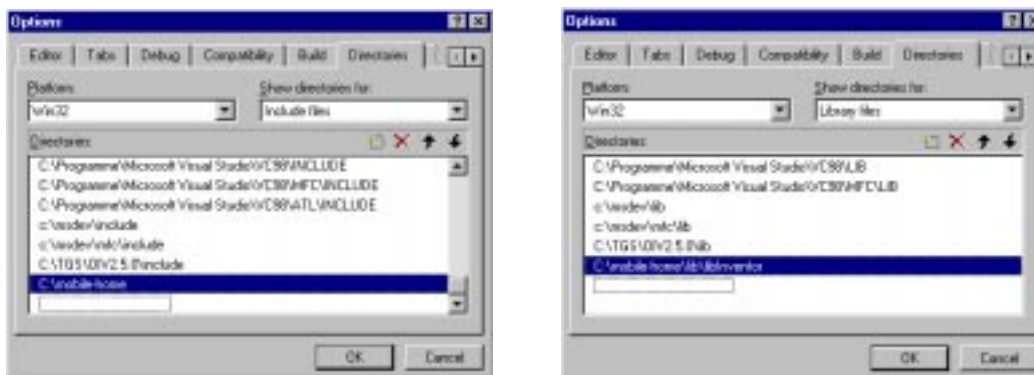 Options
Editor Tabs Debug Compatibility Build Directories
Platform: Show directories for:
Win32 Include files
Directories:
C:\Programme\Microsoft Visual Studio\VC98\INCLUDE
C:\Programme\Microsoft Visual Studio\VC98\MFC\INCLUDE
C:\Programme\Microsoft Visual Studio\VC98\ATL\INCLUDE
c:\msdev\include
c:\msdev\mfc\include
C:\TGS\OIV2.5.0\include
C:\mobile-home
OK Cancel
Options
Editor Tabs Debug Compatibility Build Directories
Platform: Show directories for:
Win32 Library files
Directories:
C:\Programme\Microsoft Visual Studio\VC98\LIB
C:\Programme\Microsoft Visual Studio\VC98\MFC\LIB
c:\msdev\lib
c:\msdev\mfc\lib
C:\TGS\OIV2.5.0\lib
C:\mobile-home\lib\libInventor
OK Cancel